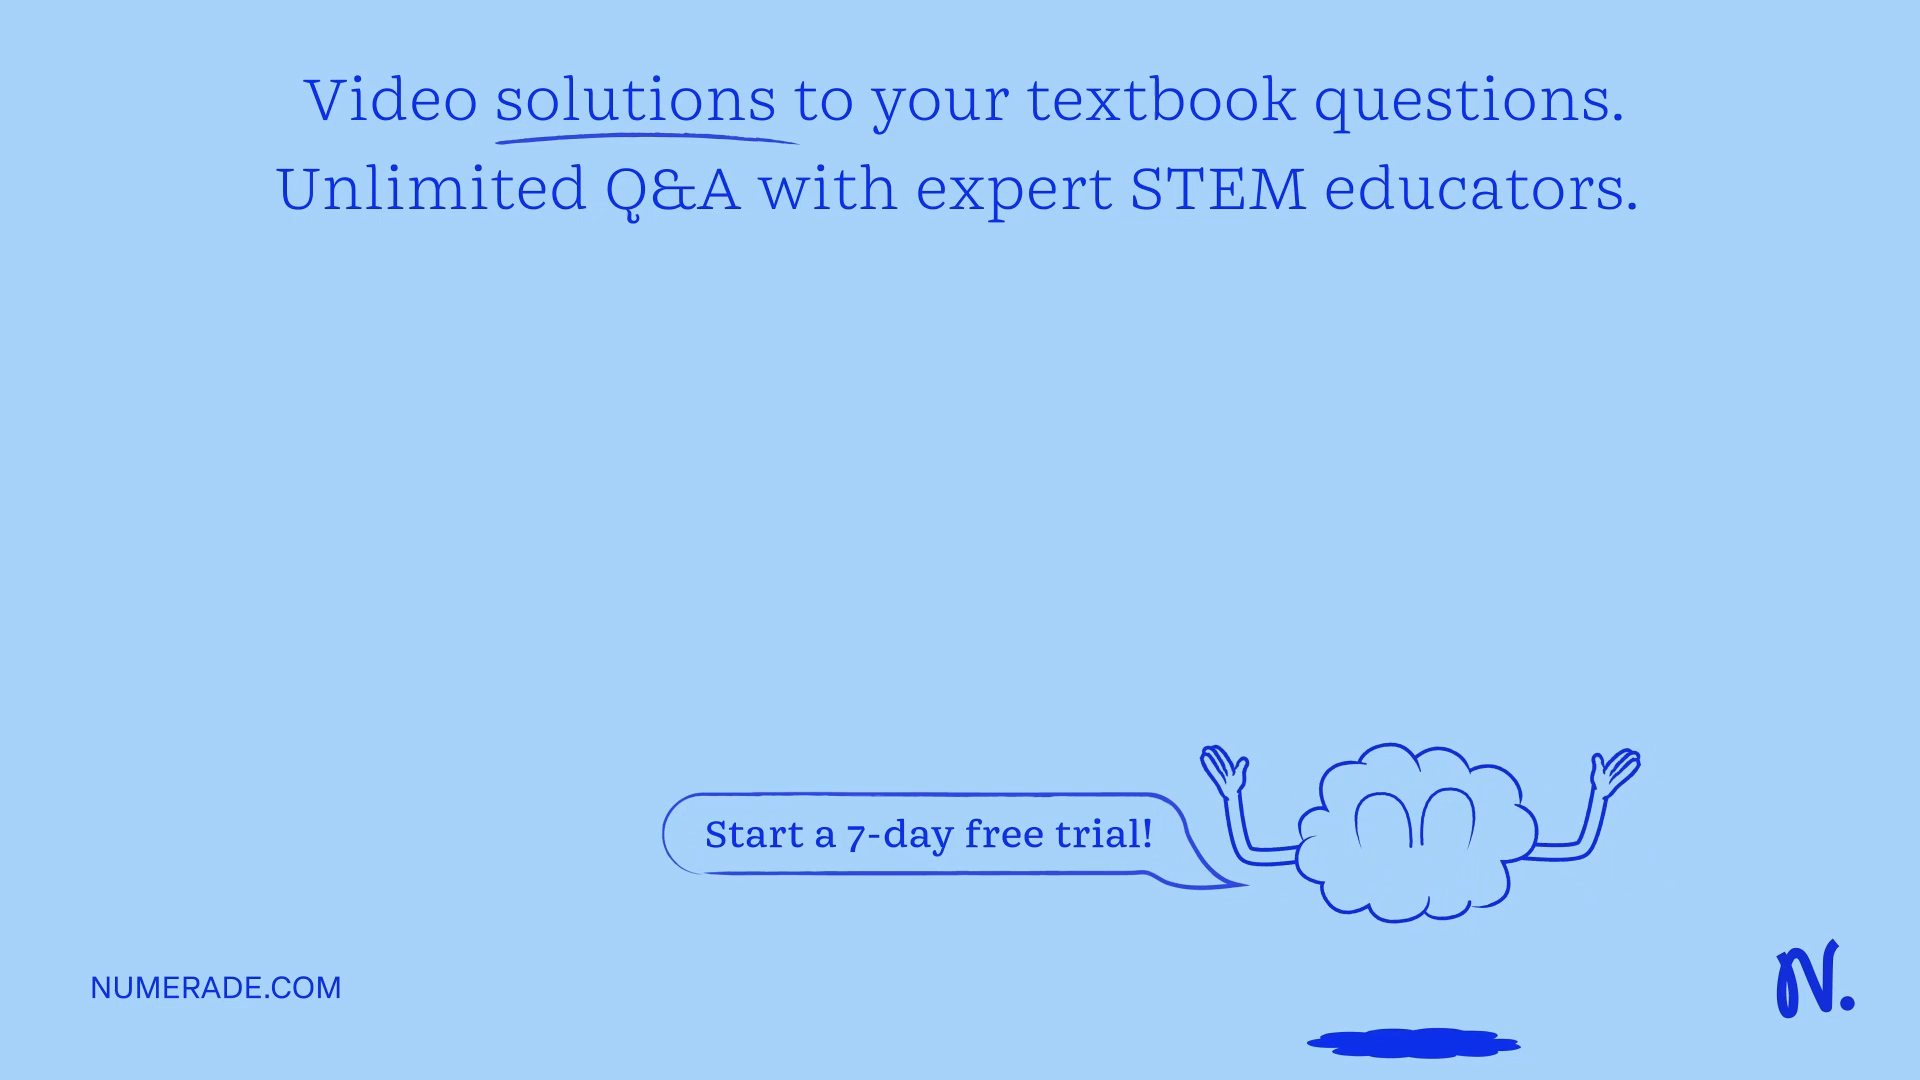 Video solutions to your textbook questions.
Unlimited Q&A with expert STEM educators.
Start a 7-day free trial!
NUMERADE.COM
N.